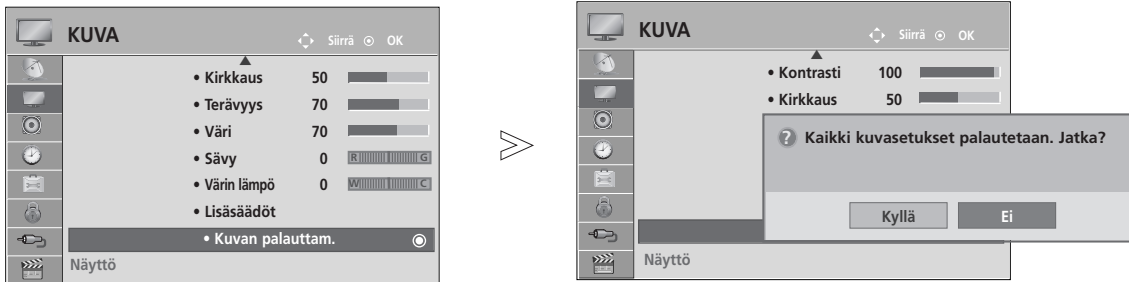 KUVA
Siirrä OK
• Kirkkaus 50
• Terävyys 70
• Väri 70
• Sävy 0 R G
• Värin lämpö 0 W C
• Lisäsäädöt
• Kuvan palauttam.
Näyttö
>
KUVA
Siirrä OK
• Kontrasti 100
• Kirkkaus 50
? Kaikki kuvasetukset palautetaan. Jatka?
Kyllä Ei
Näyttö